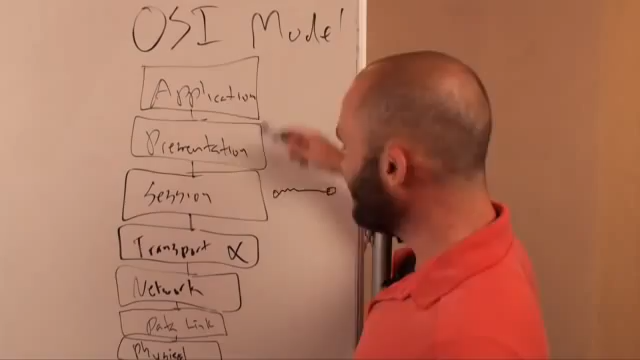 OSI Model
Application
Presentation
Session
Transport α
Network
Data Link
Physical